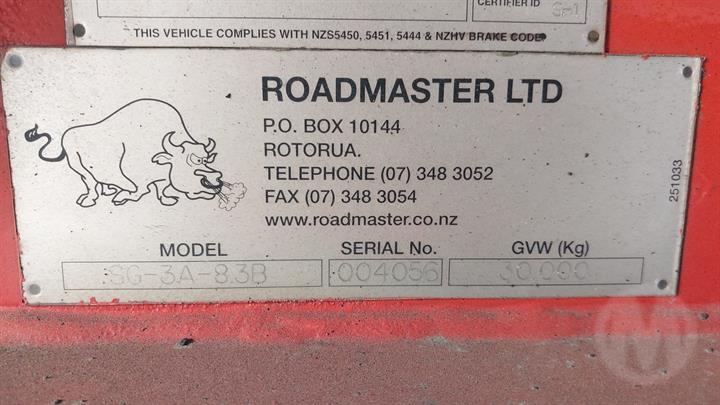 CERTIFIER ID
THIS VEHICLE COMPLIES WITH NZS5450, 5451, 5444 & NZHV BRAKE CODE
ROADMASTER LTD
P.O. BOX 10144
ROTORUA.
TELEPHONE (07) 348 3052
FAX (07) 348 3054
www.roadmaster.co.nz
251033
MODEL SERIAL No. GVW (Kg)
SG-3A-83B 004056 30,000